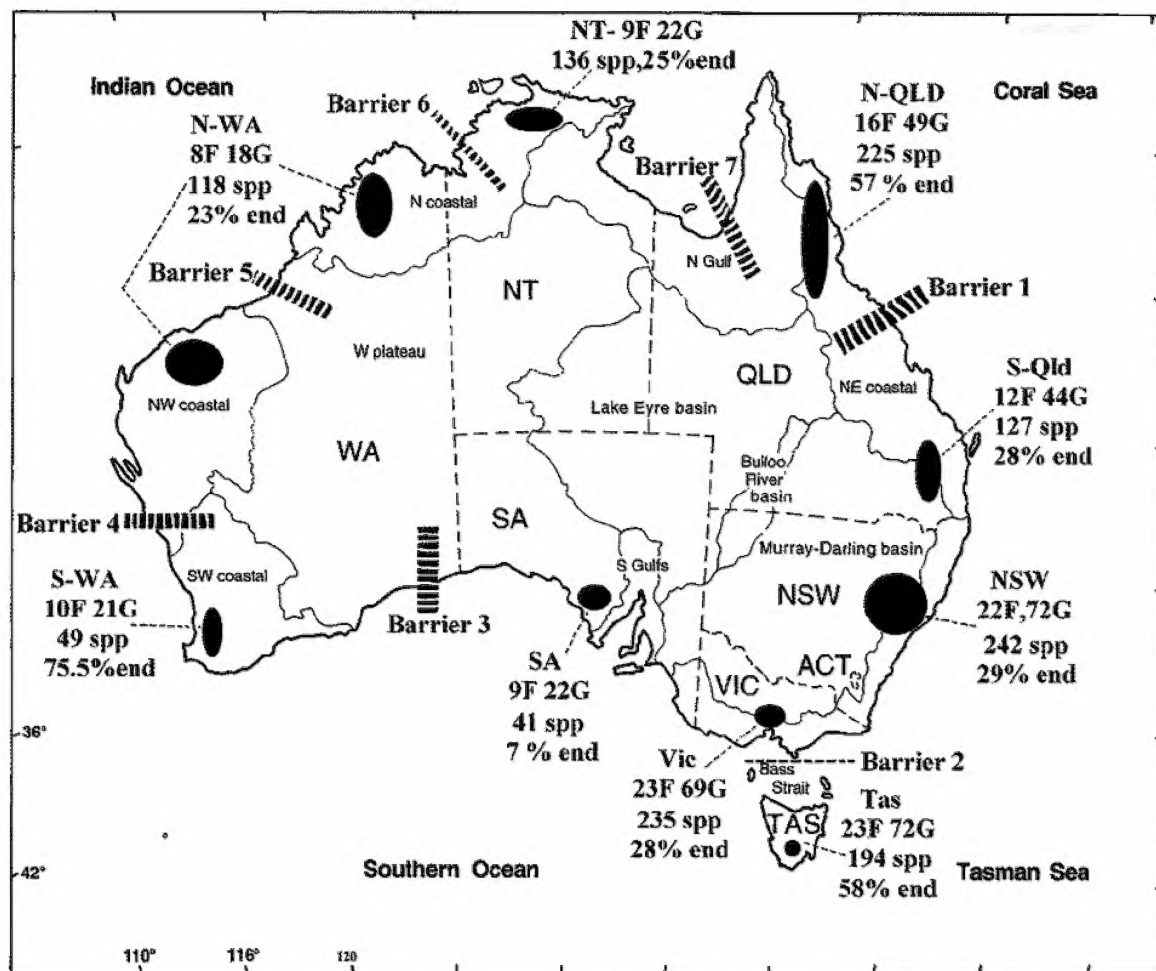 NT- 9F 22G
136 spp,25%end
Indian Ocean
Barrier 6
N-QLD
16F 49G
225 spp
57 % end
Coral Sea
N-WA
8F 18G
118 spp
23% end
N coastal
Barrier 7
N Gulf
Barrier 5
NT
Barrier 1
W plateau
QLD
NE coastal
S-Qld
12F 44G
127 spp
28% end
NW coastal
Lake Eyre basin
WA
Bulloo
River
basin
Barrier 4
SA
Murray-Darling basin
S-WA
10F 21G
49 spp
75.5%end
SW coastal
S Gulfs
NSW
NSW
22F,72G
242 spp
29% end
Barrier 3
SA
9F 22G
41 spp
7 % end
ACT
VIC
36°
Vic
23F 69G
235 spp
28% end
Barrier 2
Bass
Strait
TAS
Tas
23F 72G
194 spp
58% end
42°
Southern Ocean
Tasman Sea
110°
116°
120